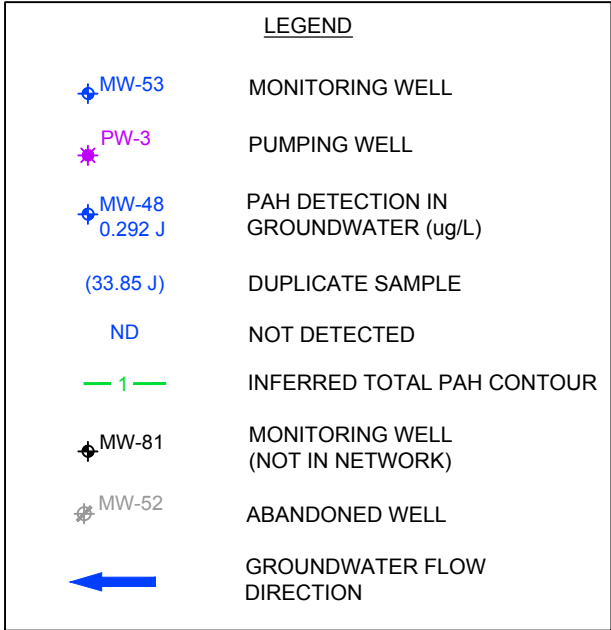 LEGEND
MW-53 MONITORING WELL
PW-3 PUMPING WELL
MW-48 PAH DETECTION IN
0.292 J GROUNDWATER (ug/L)
(33.85 J) DUPLICATE SAMPLE
ND NOT DETECTED
1 INFERRED TOTAL PAH CONTOUR
MW-81 MONITORING WELL
(NOT IN NETWORK)
MW-52 ABANDONED WELL
GROUNDWATER FLOW
DIRECTION